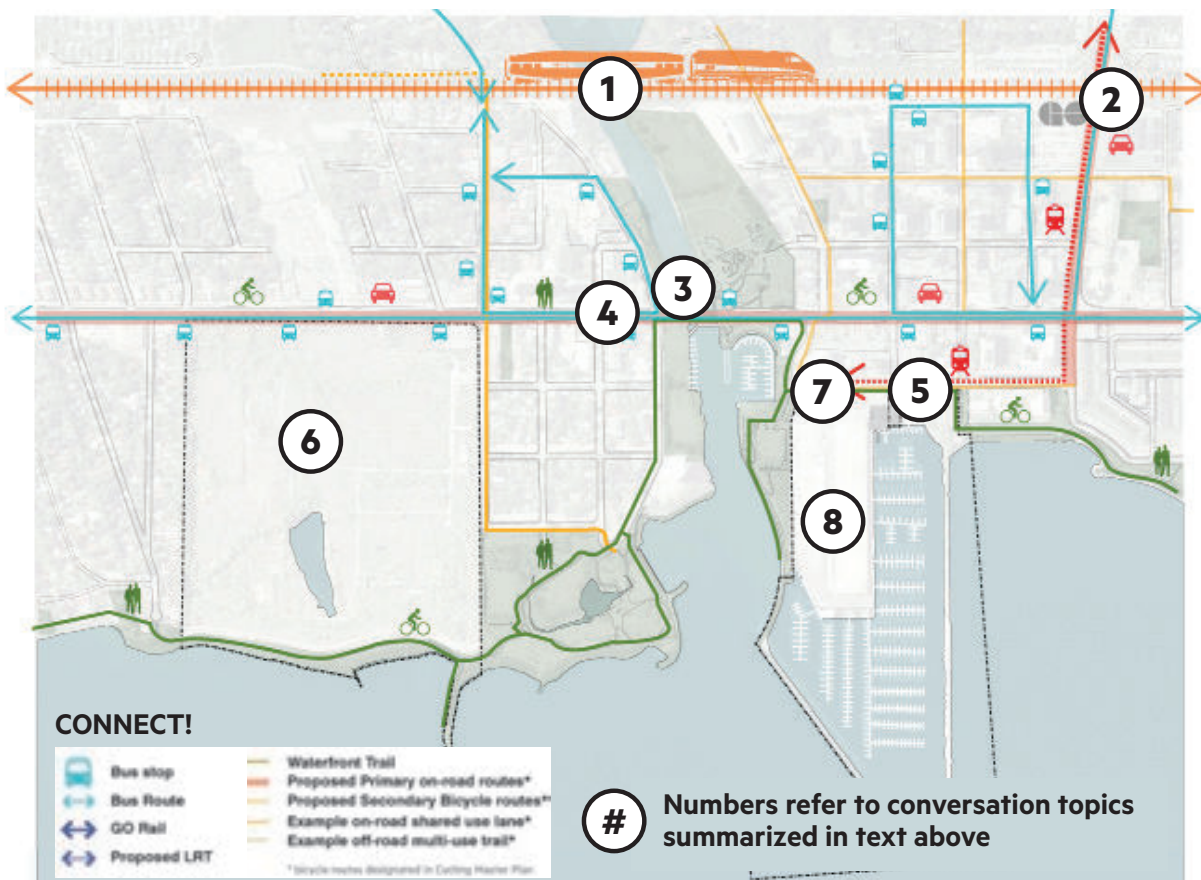 1
2
3
4
5
7
6
8
CONNECT!
Bus stop
Bus Route
GO Rail
Proposed LRT
Waterfront Trail
Proposed Primary on-road routes*
Proposed Secondary Bicycle routes**
Example on-road shared use lane*
Example off-road multi-use trail*
* bicycle routes designated in Cycling Master Plan
# Numbers refer to conversation topics
summarized in text above